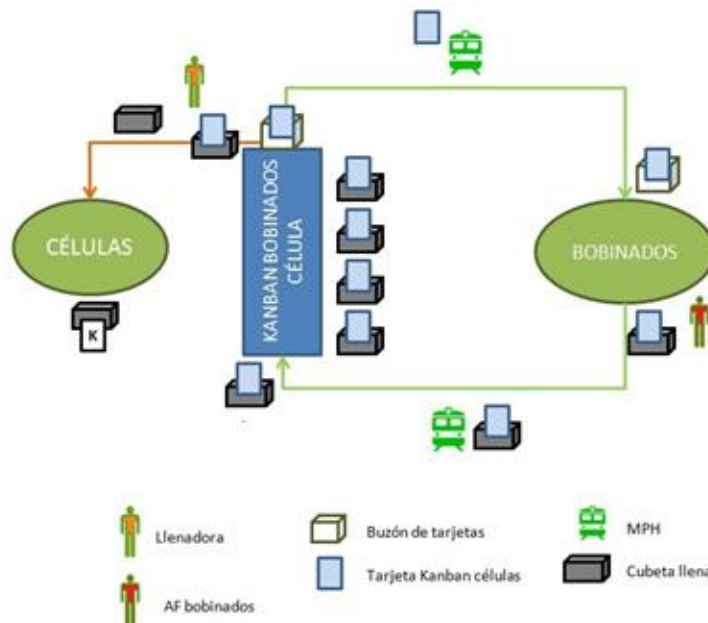 CÉLULAS
KANBAN BOBINADOS
CÉLULA
BOBINADOS
K
Llenadora
Buzón de tarjetas
MPH
Tarjeta Kanban células
Cubeta llena
AF bobinados